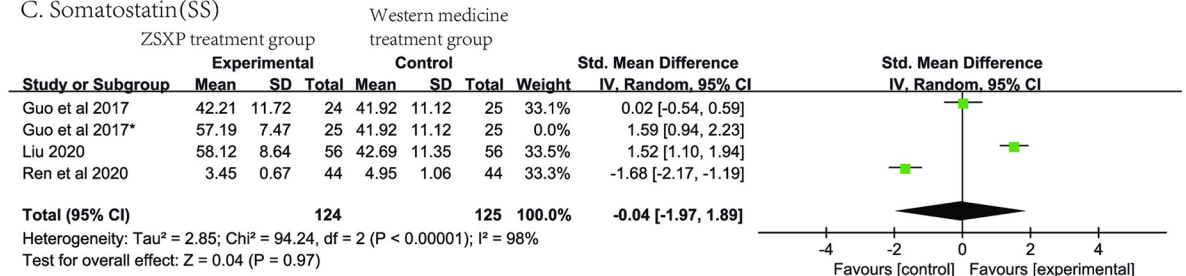 C. Somatostatin(SS)
Western medicine
ZSXP treatment group treatment group
Experimental Control Std. Mean Difference Std. Mean Difference
Study or Subgroup Mean SD Total Mean SD Total Weight IV, Random, 95% CI IV, Random, 95% CI
Guo et al 2017 42.21 11.72 24 41.92 11.12 25 33.1% 0.02 [-0.54, 0.59]
Guo et al 2017* 57.19 7.47 25 41.92 11.12 25 0.0% 1.59 [0.94, 2.23]
Liu 2020 58.12 8.64 56 42.69 11.35 56 33.5% 1.52 [1.10, 1.94]
Ren et al 2020 3.45 0.67 44 4.95 1.06 44 33.3% -1.68 [-2.17, -1.19]
Total (95% CI) 124 125 100.0% -0.04 [-1.97, 1.89]
Heterogeneity: Tau² = 2.85; Chi² = 94.24, df = 2 (P < 0.00001); I² = 98%
Test for overall effect: Z = 0.04 (P = 0.97)
-4 -2 0 2 4
Favours [control] Favours [experimental]